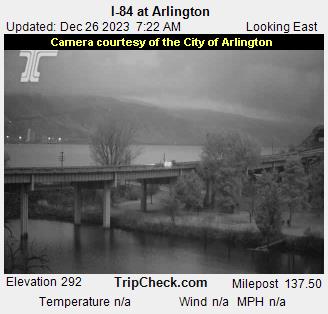 I-84 at Arlington
Updated: Dec 26 2023 7:22 AM Looking East
Camera courtesy of the City of Arlington
Elevation 292 TripCheck.com Milepost 137.50
Temperature n/a Wind n/a MPH n/a